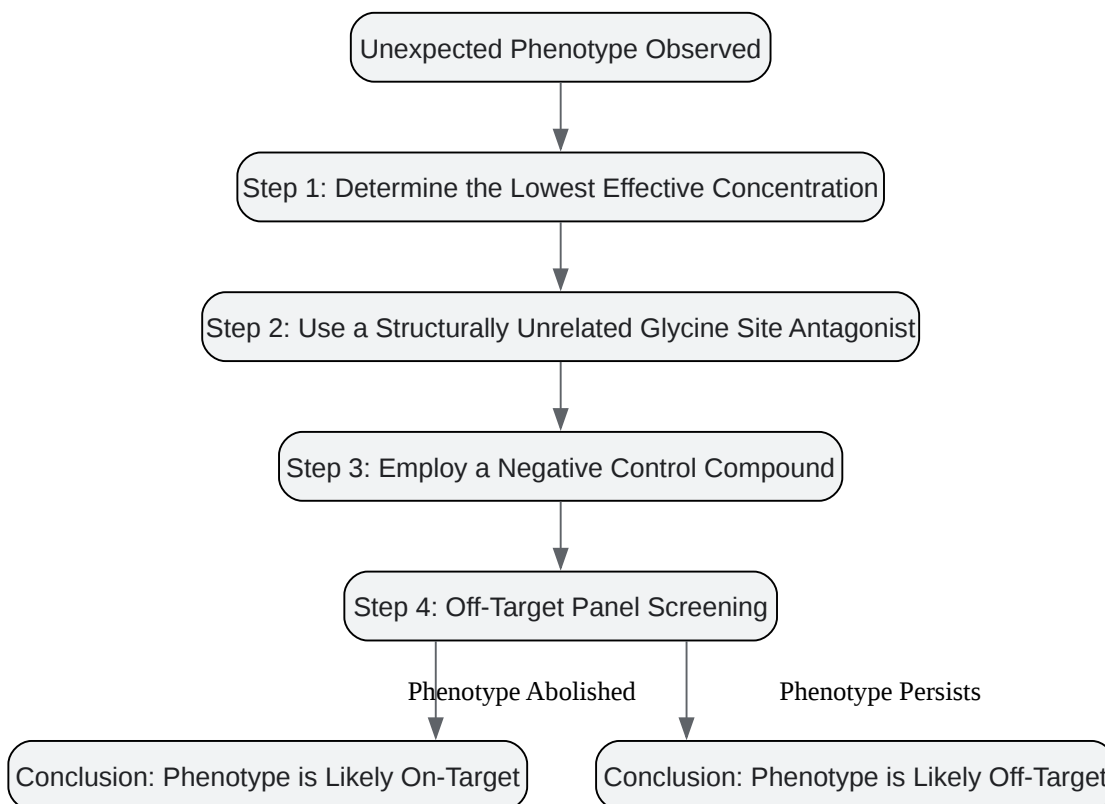 Unexpected Phenotype Observed
Step 1: Determine the Lowest Effective Concentration
Step 2: Use a Structurally Unrelated Glycine Site Antagonist
Step 3: Employ a Negative Control Compound
Step 4: Off-Target Panel Screening
Phenotype Abolished
Phenotype Persists
Conclusion: Phenotype is Likely On-Target
Conclusion: Phenotype is Likely Off-Target